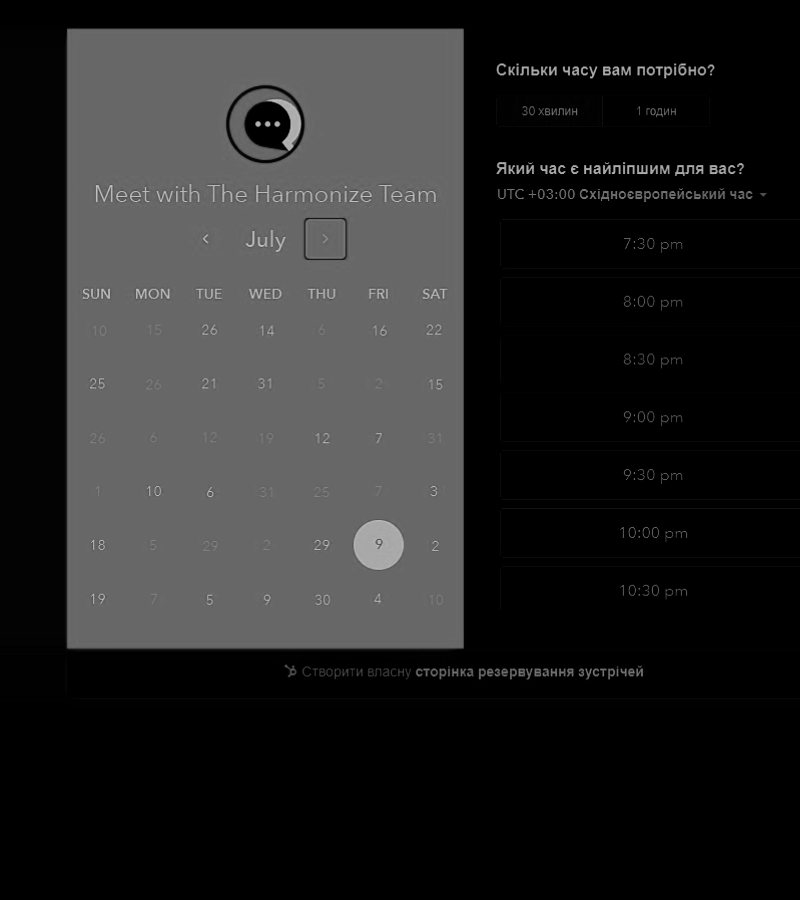 Meet with The Harmonize Team
July
SUN MON TUE WED THU FRI SAT
10 15 26 14 6 16 22
25 26 21 31 5 2 15
26 6 12 19 12 7 31
1 10 6 31 25 7 3
18 5 29 2 29 9 2
19 7 5 9 30 4 10
Скільки часу вам потрібно?
30 хвилин 1 годин
Який час є найліпшим для вас?
UTC +03:00 Східноєвропейський час
7:30 pm
8:00 pm
8:30 pm
9:00 pm
9:30 pm
10:00 pm
10:30 pm
Створити власну сторінка резервування зустрічей